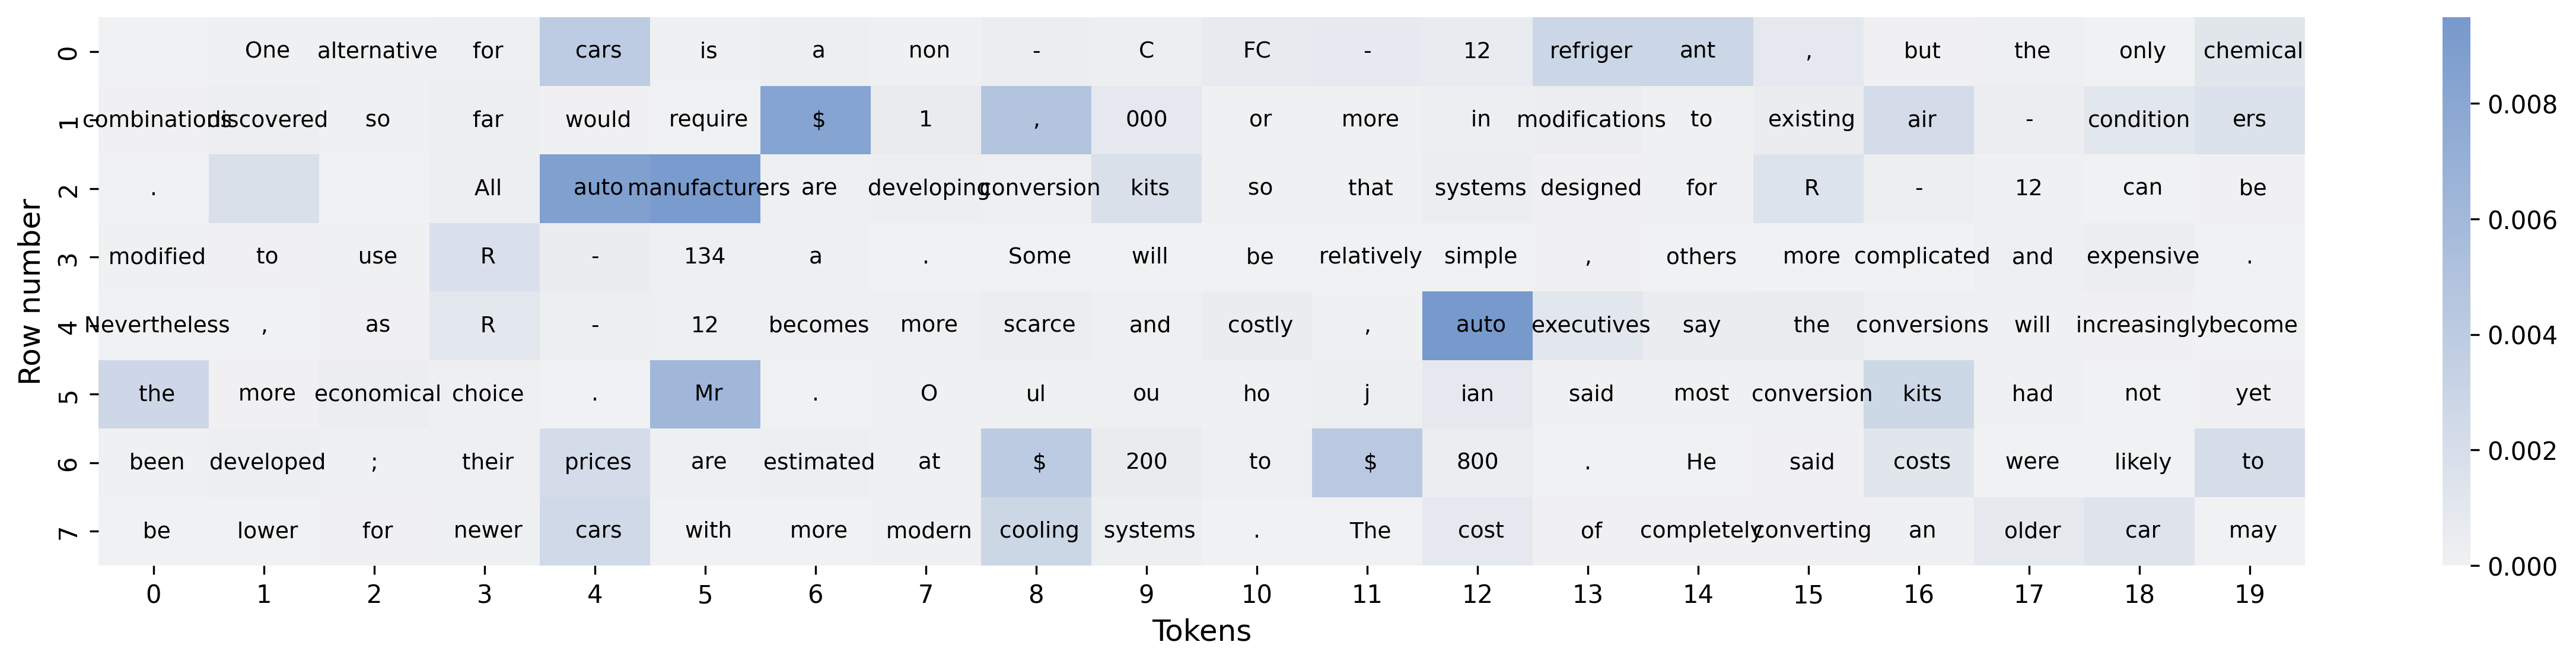 One alternative for cars is a non - C FC - 12 refriger ant , but the only chemical
combinations discovered so far would require $ 1 , 000 or more in modifications to existing air - condition ers
. All auto manufacturers are developing conversion kits so that systems designed for R - 12 can be
modified to use R - 134 a . Some will be relatively simple , others more complicated and expensive .
Nevertheless , as R - 12 becomes more scarce and costly , auto executives say the conversions will increasingly become
the more economical choice . Mr . O ul ou ho j ian said most conversion kits had not yet
been developed ; their prices are estimated at $ 200 to $ 800 . He said costs were likely to
be lower for newer cars with more modern cooling systems . The cost of completely converting an older car may
0 1 2 3 4 5 6 7 8 9 10 11 12 13 14 15 16 17 18 19
Tokens
Row number
0
1
2
3
4
5
6
7
0.008
0.006
0.004
0.002
0.000